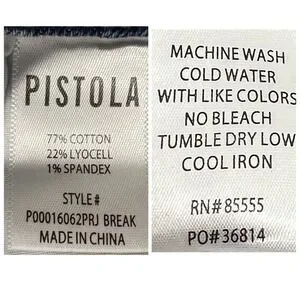 PISTOLA
77% COTTON
22% LYOCELL
1% SPANDEX
STYLE#
P00016062PRJ BREAK
MADE IN CHINA
MACHINE WASH
COLD WATER
WITH LIKE COLORS
NO BLEACH
TUMBLE DRY LOW
COOL IRON
RN# 85555
PO# 36814